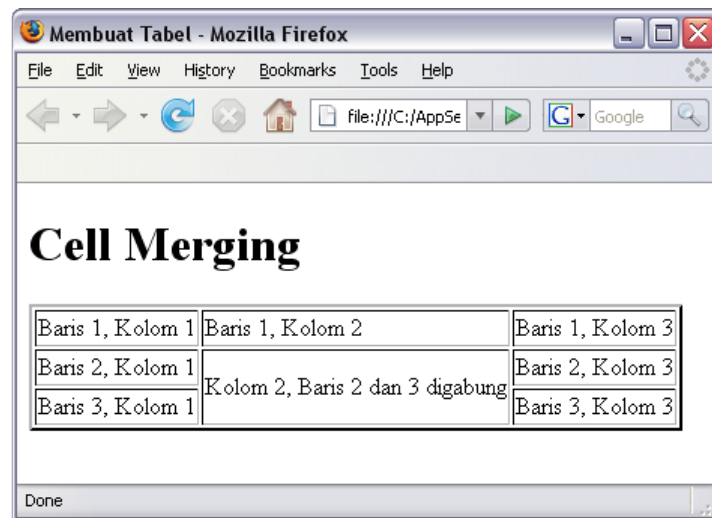 Membuat Tabel - Mozilla Firefox
File Edit View History Bookmarks Tools Help
file:///C:/AppSe G Google
Cell Merging
Baris 1, Kolom 1 Baris 1, Kolom 2 Baris 1, Kolom 3
Baris 2, Kolom 1 Kolom 2, Baris 2 dan 3 digabung Baris 2, Kolom 3
Baris 3, Kolom 1 Baris 3, Kolom 3
Done